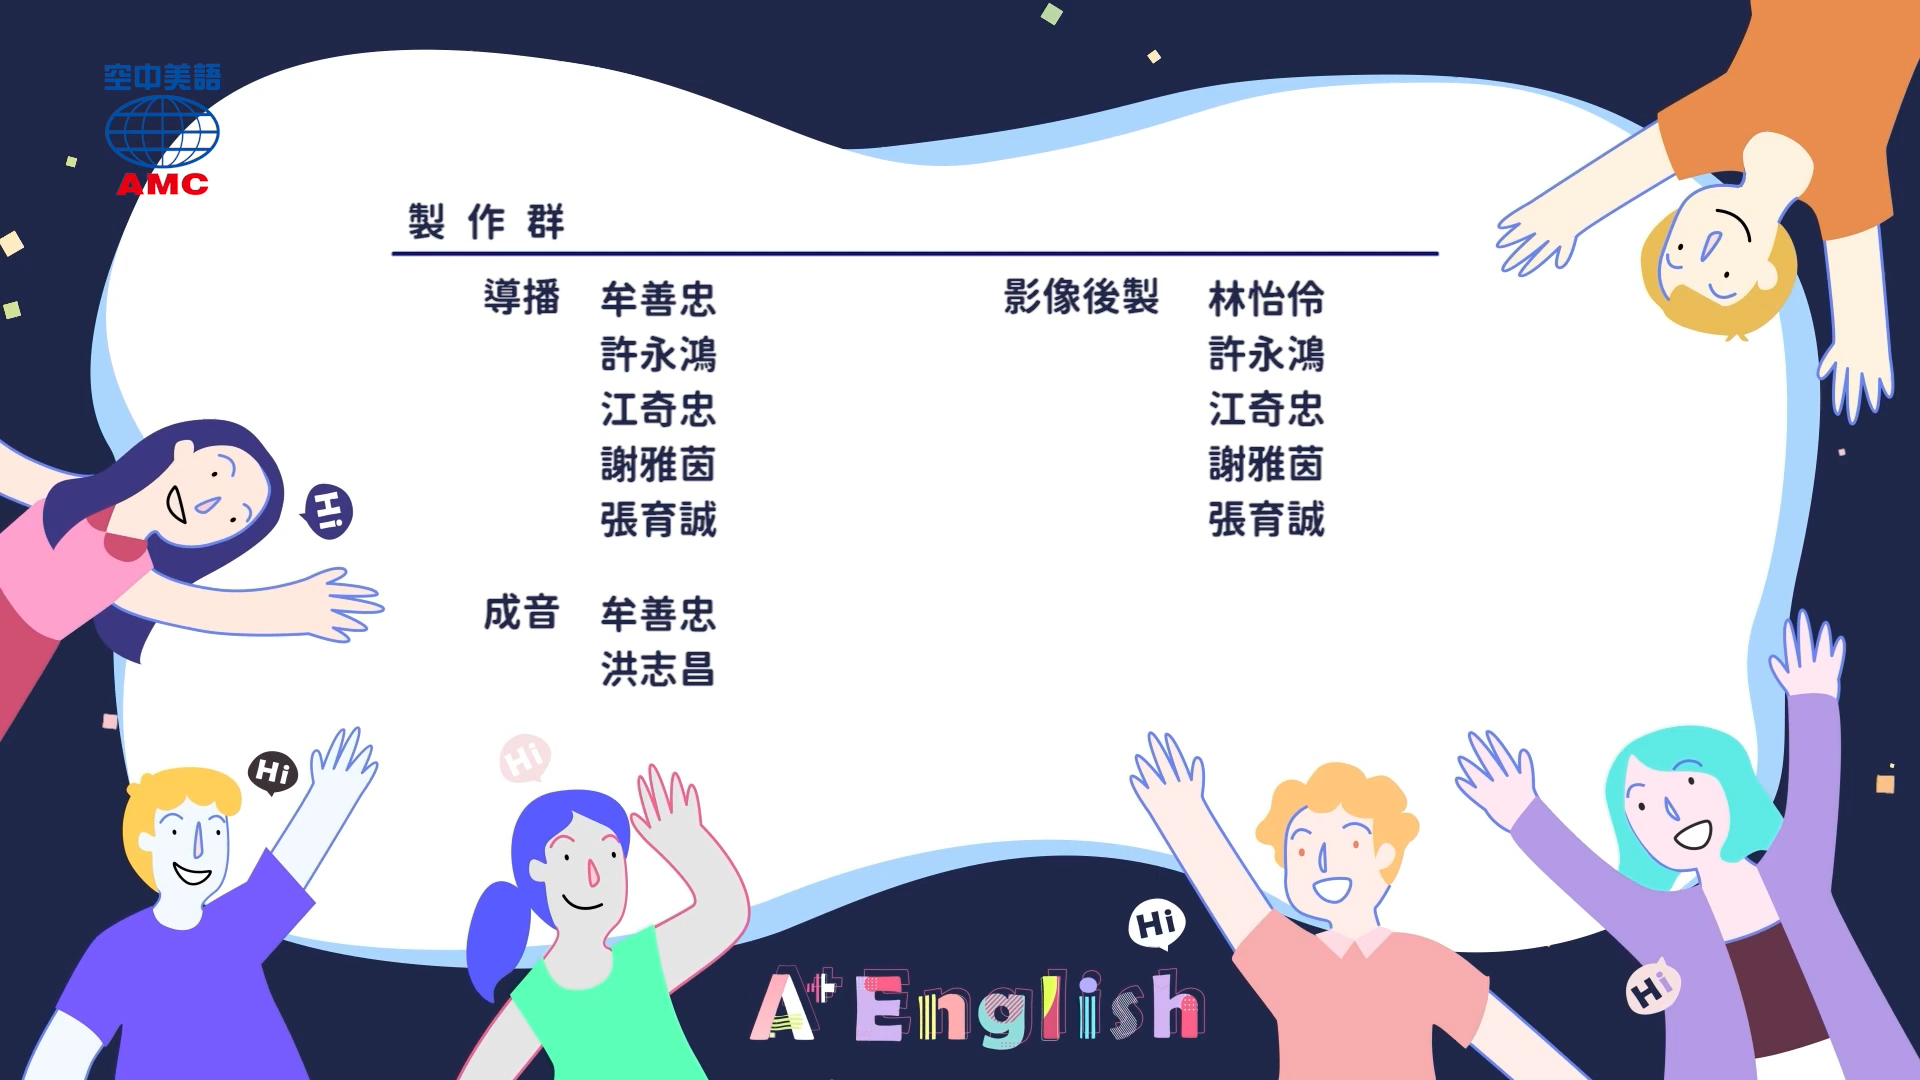 空中美語
AMC
製作群
導播 牟善忠
許永鴻
江奇忠
謝雅茵
張育誠
影像後製 林怡伶
許永鴻
江奇忠
謝雅茵
張育誠
成音 牟善忠
洪志昌
Hi
Hi
Hi
Hi
Hi
A+ English